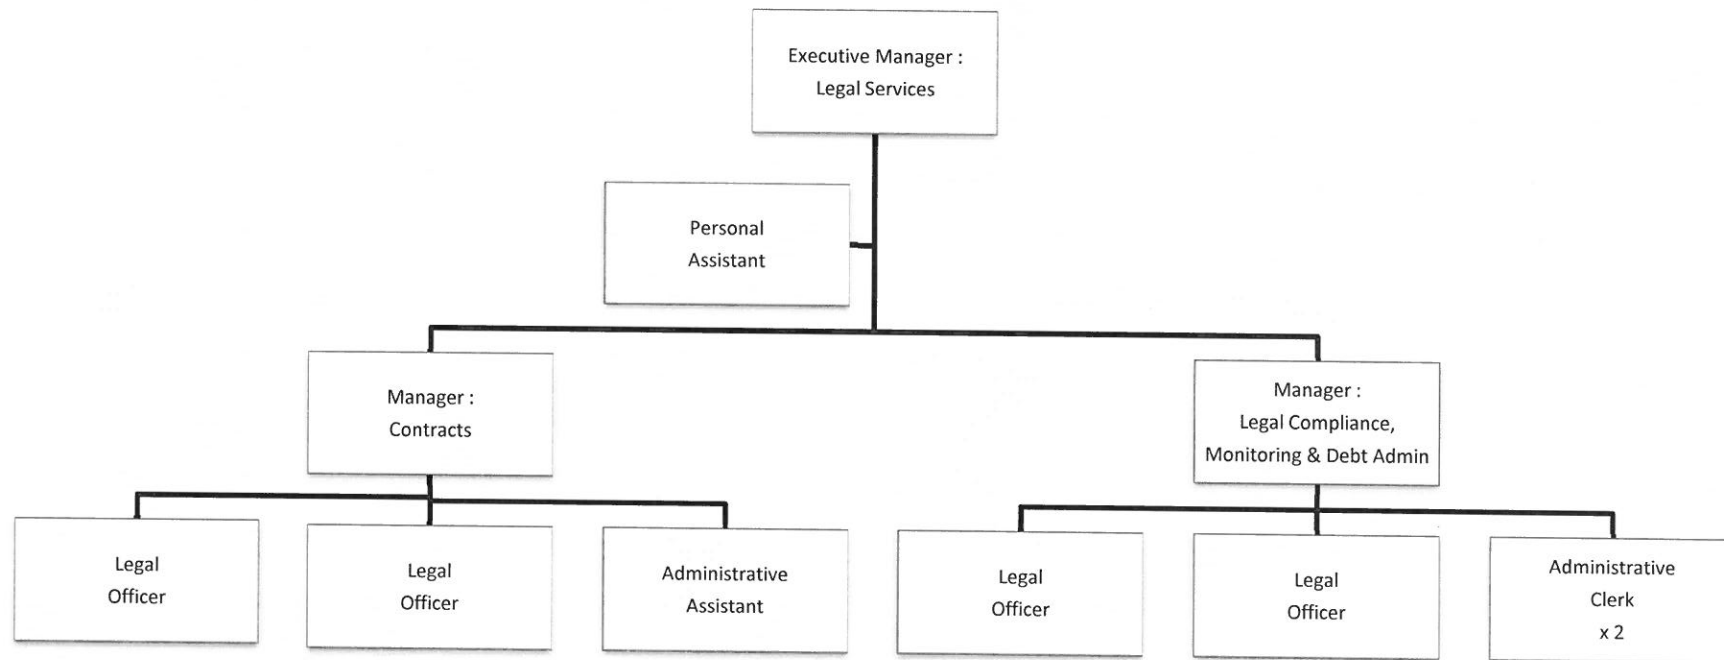 Executive Manager :
Legal Services
Personal
Assistant
Manager :
Contracts
Manager :
Legal Compliance,
Monitoring & Debt Admin
Legal
Officer
Legal
Officer
Administrative
Assistant
Legal
Officer
Legal
Officer
Administrative
Clerk
x 2